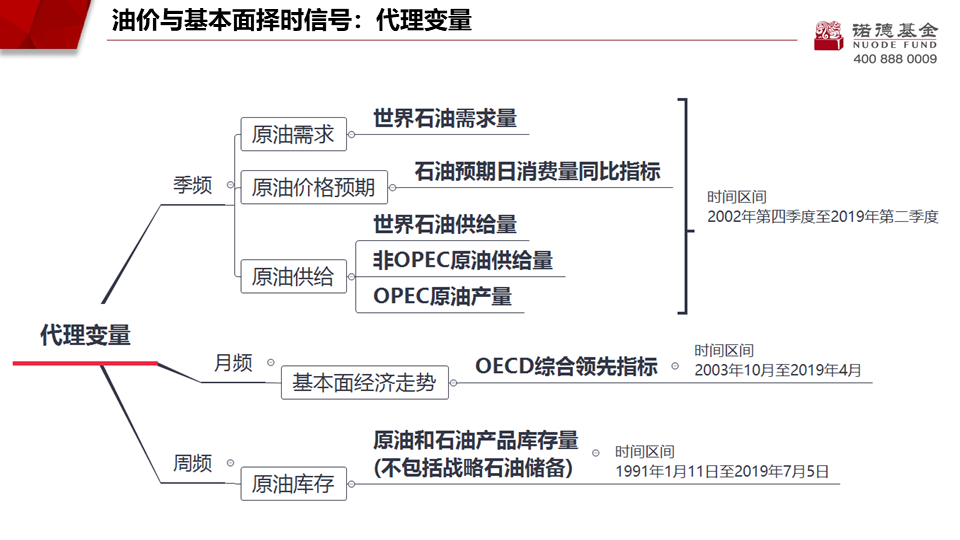 油价与基本面择时信号：代理变量
诺德基金
NUODE FUND
400 888 0009
世界石油需求量
原油需求
石油预期日消费量同比指标
季频
原油价格预期
时间区间
2002年第四季度至2019年第二季度
世界石油供给量
非OPEC原油供给量
原油供给
OPEC原油产量
代理变量
月频
OECD综合领先指标
时间区间
2003年10月至2019年4月
基本面经济走势
原油和石油产品库存量
(不包括战略石油储备)
时间区间
1991年1月11日至2019年7月5日
周频
原油库存